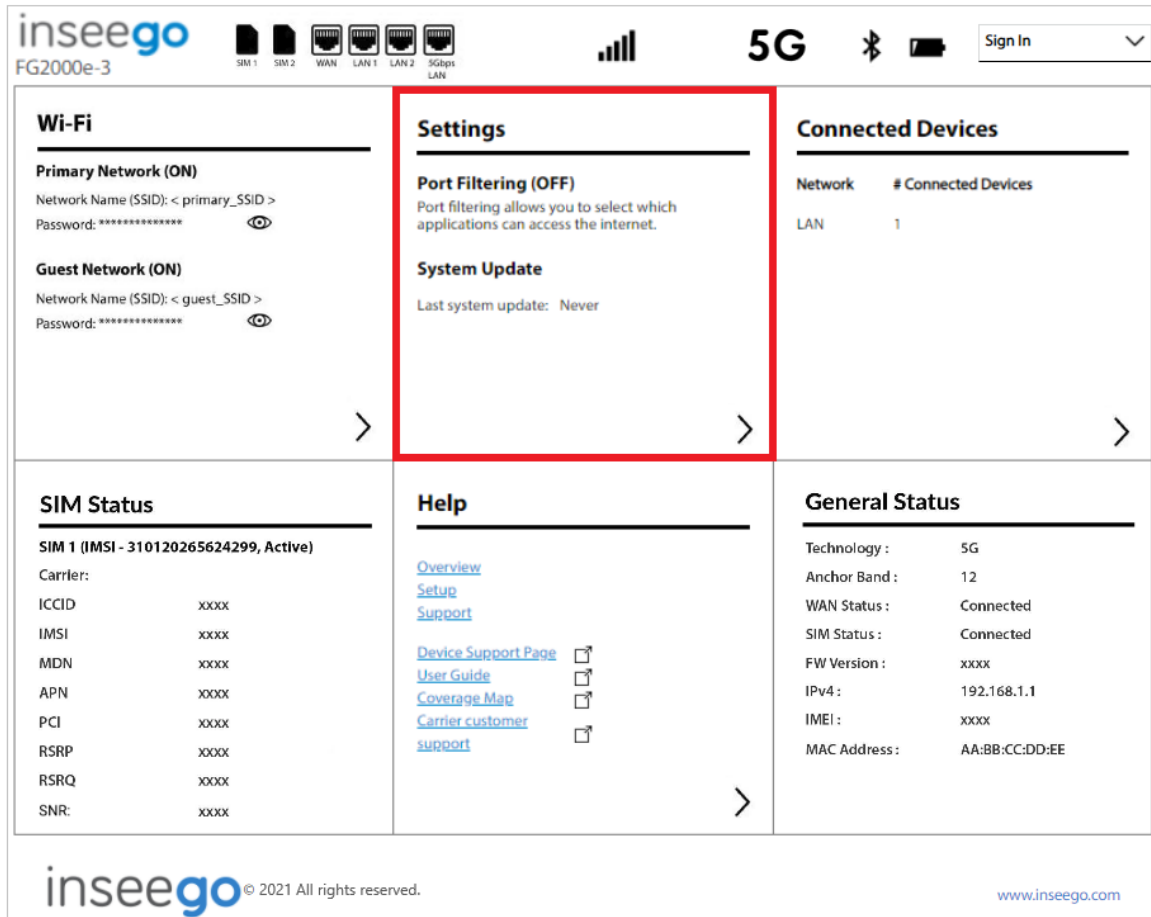 inseego
FG2000e-3
SIM 1
SIM 2
WAN
LAN 1
LAN 2
5Gbps
LAN
5G
Sign In
Wi-Fi
Primary Network (ON)
Network Name (SSID): < primary_SSID >
Password: **************
Guest Network (ON)
Network Name (SSID): < guest_SSID >
Password: **************
Settings
Port Filtering (OFF)
Port filtering allows you to select which
applications can access the internet.
System Update
Last system update: Never
Connected Devices
Network # Connected Devices
LAN 1
SIM Status
SIM 1 (IMSI - 310120265624299, Active)
Carrier:
ICCID xxxx
IMSI xxxx
MDN xxxx
APN xxxx
PCI xxxx
RSRP xxxx
RSRQ xxxx
SNR: xxxx
Help
Overview
Setup
Support
Device Support Page
User Guide
Coverage Map
Carrier customer
support
General Status
Technology : 5G
Anchor Band : 12
WAN Status : Connected
SIM Status : Connected
FW Version : xxxx
IPv4 : 192.168.1.1
IMEI : xxxx
MAC Address : AA:BB:CC:DD:EE
inseego © 2021 All rights reserved.
www.inseego.com